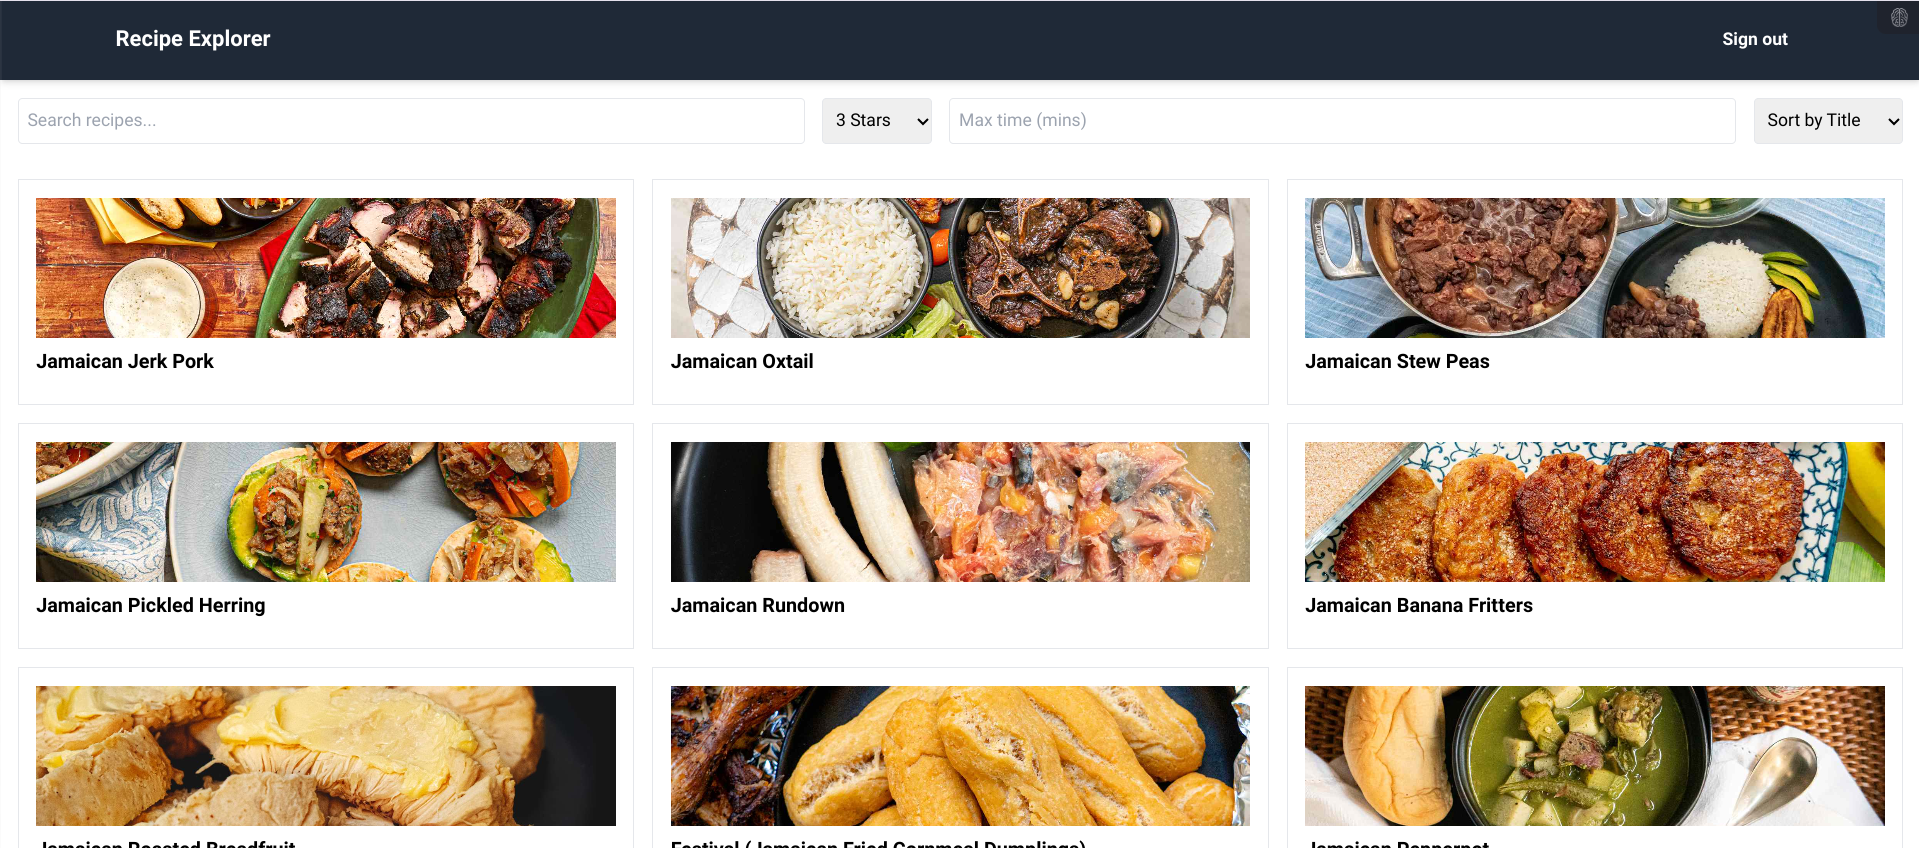 Recipe Explorer
Sign out
Search recipes...
3 Stars
Max time (mins)
Sort by Title
Jamaican Jerk Pork
Jamaican Oxtail
Jamaican Stew Peas
Jamaican Pickled Herring
Jamaican Rundown
Jamaican Banana Fritters
Jamaican Roasted Breadfruit
Festival (Jamaican Fried Cornmeal Dumplings)
Jamaican Pepperpot